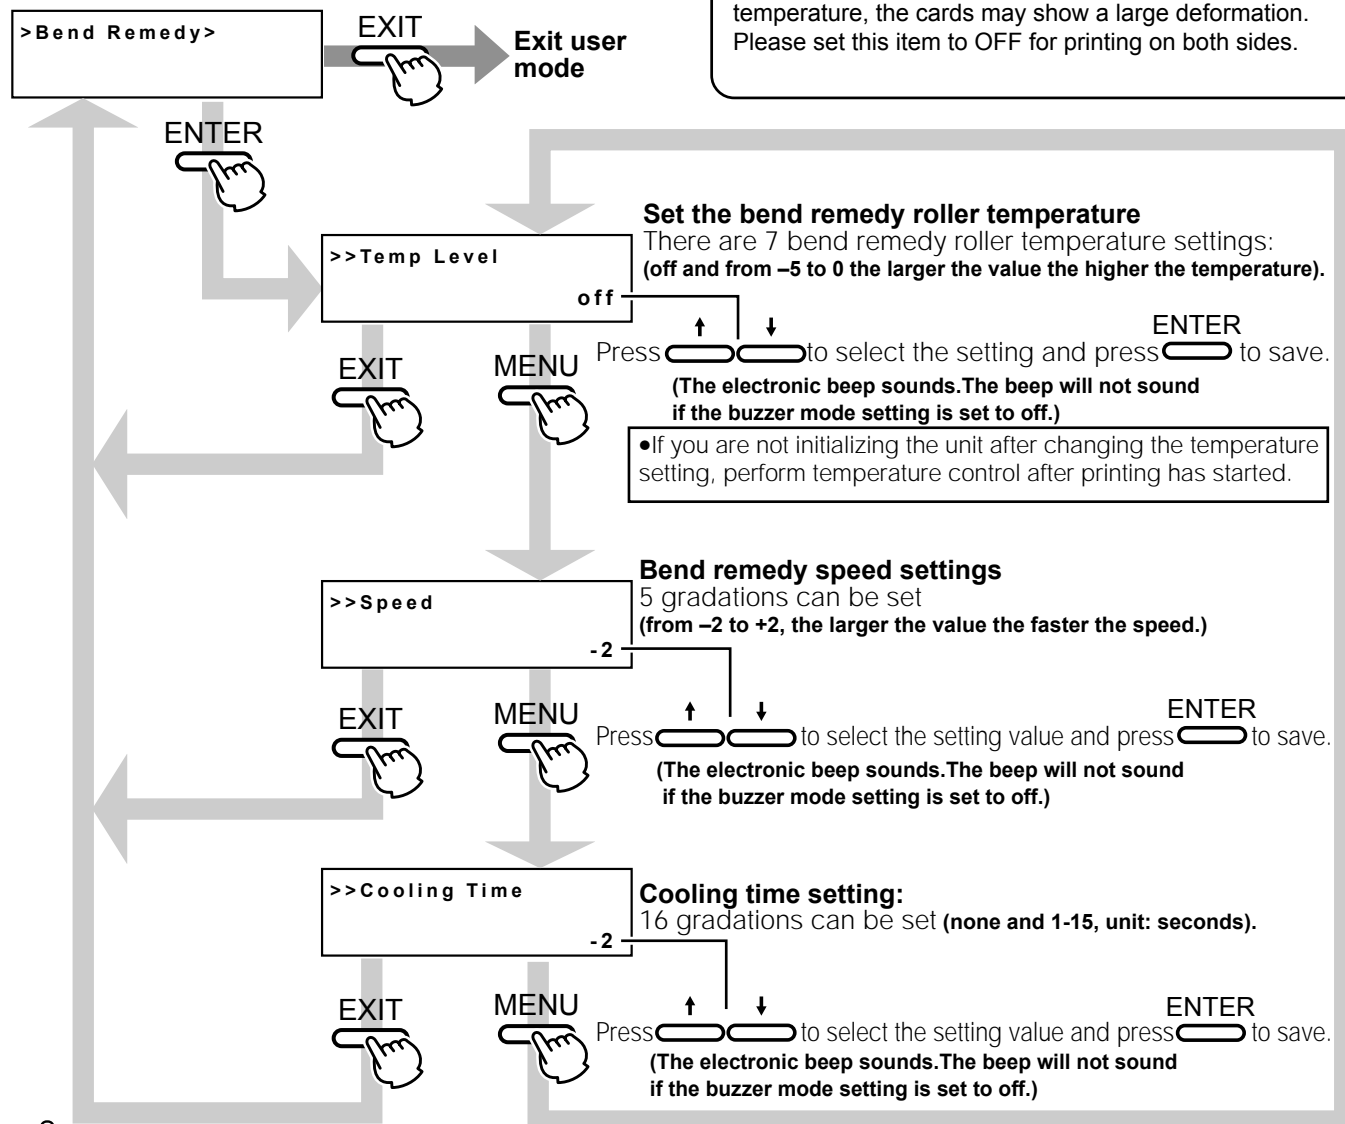 temperature, the cards may show a large deformation.
Please set this item to OFF for printing on both sides.
>Bend Remedy>
EXIT
Exit user
mode
ENTER
Set the bend remedy roller temperature
There are 7 bend remedy roller temperature settings:
(off and from –5 to 0 the larger the value the higher the temperature).
>>Temp Level
off
ENTER
Press to select the setting and press to save.
(The electronic beep sounds.The beep will not sound
if the buzzer mode setting is set to off.)
EXIT
MENU
●If you are not initializing the unit after changing the temperature
setting, perform temperature control after printing has started.
Bend remedy speed settings
5 gradations can be set
(from –2 to +2, the larger the value the faster the speed.)
>>Speed
-2
EXIT
MENU
ENTER
Press to select the setting value and press to save.
(The electronic beep sounds.The beep will not sound
if the buzzer mode setting is set to off.)
>>Cooling Time
-2
Cooling time setting:
16 gradations can be set (none and 1-15, unit: seconds).
EXIT
MENU
ENTER
Press to select the setting value and press to save.
(The electronic beep sounds.The beep will not sound
if the buzzer mode setting is set to off.)